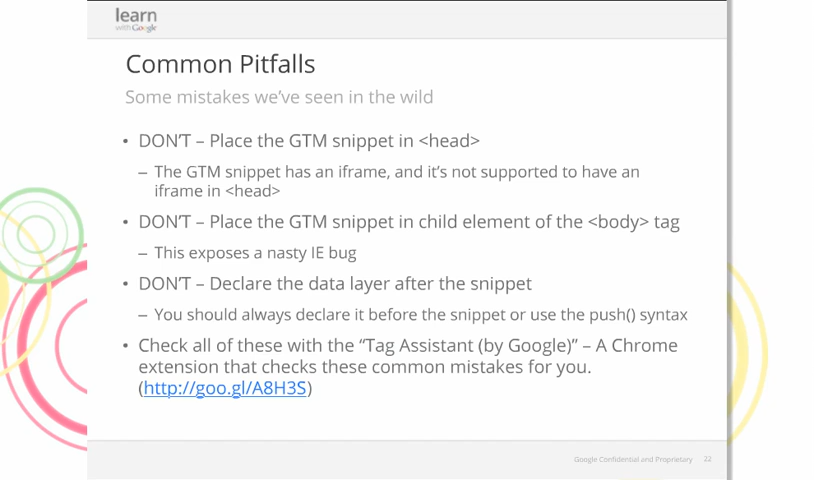 learn
with Google
Common Pitfalls
Some mistakes we've seen in the wild
• DON'T – Place the GTM snippet in <head>
– The GTM snippet has an iframe, and it's not supported to have an
iframe in <head>
• DON'T – Place the GTM snippet in child element of the <body> tag
– This exposes a nasty IE bug
• DON'T – Declare the data layer after the snippet
– You should always declare it before the snippet or use the push() syntax
• Check all of these with the “Tag Assistant (by Google)” – A Chrome
extension that checks these common mistakes for you.
(http://goo.gl/A8H3S)
Google Confidential and Proprietary 22